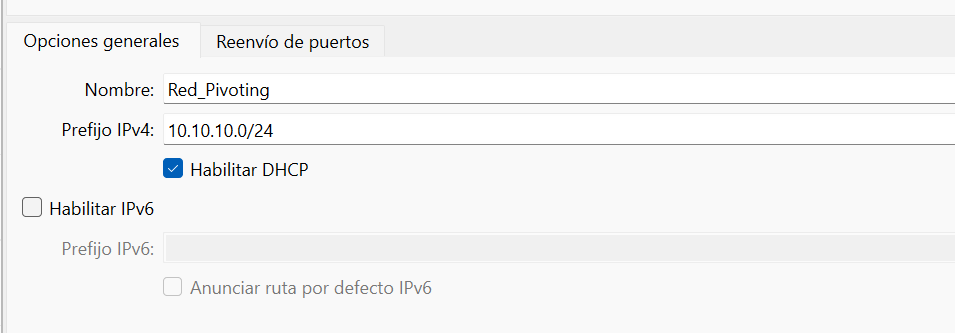 Opciones generales Reenvío de puertos
Nombre: Red_Pivoting
Prefijo IPv4: 10.10.10.0/24
Habilitar DHCP
Habilitar IPv6
Prefijo IPv6:
Anunciar ruta por defecto IPv6